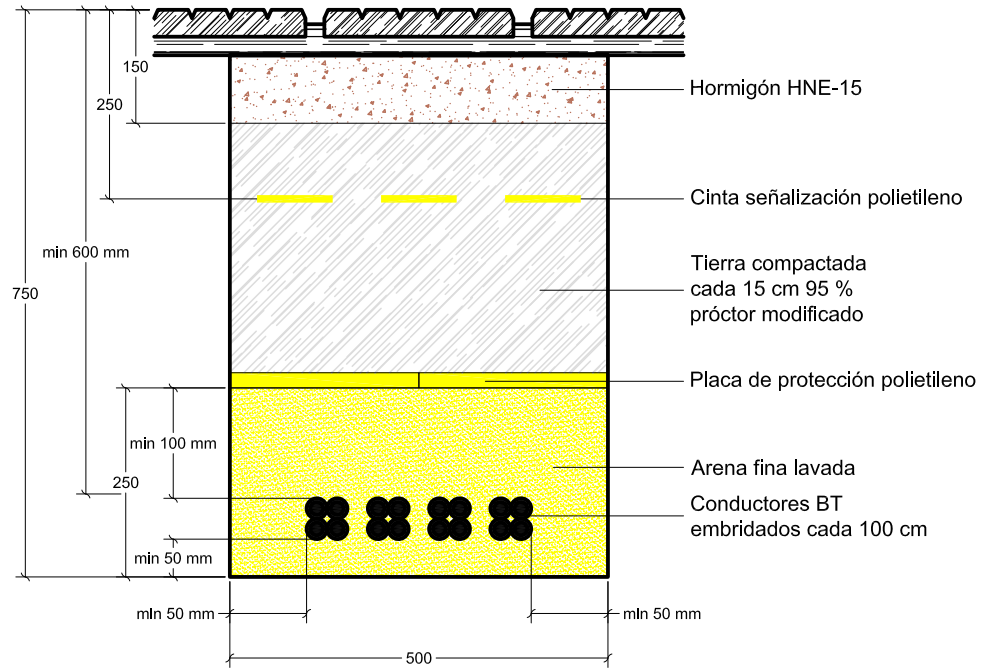 150
Hormigón HNE-15
250
Cinta señalización polietileno
min 600 mm
Tierra compactada
cada 15 cm 95 %
próctor modificado
750
Placa de protección polietileno
min 100 mm
Arena fina lavada
250
Conductores BT
embridados cada 100 cm
min 50 mm
min 50 mm
min 50 mm
500